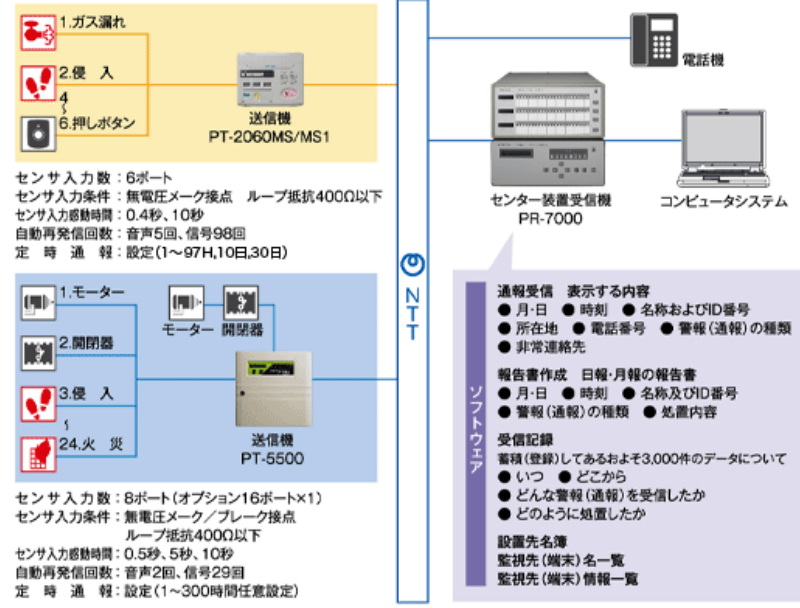 1.ガス漏れ
2.侵 入
4
〜
6.押しボタン
送信機
PT-2060MS/MS1
センサ入力数：6ポート
センサ入力条件：無電圧メーク接点 ループ抵抗400Ω以下
センサ入力感動時間：0.4秒、10秒
自動再発信回数：音声5回、信号98回
定時通報：設定（1〜97H,10日,30日）
1.モーター
2.開閉器
3.侵 入
〜
24.火 災
モーター 開閉器
送信機
PT-5500
センサ入力数：8ポート（オプション16ポート×1）
センサ入力条件：無電圧メーク／ブレーク接点
ループ抵抗400Ω以下
センサ入力感動時間：0.5秒、5秒、10秒
自動再発信回数：音声2回、信号29回
定時通報：設定（1〜300時間任意設定）
NTT
電話機
センター装置受信機
PR-7000
コンピュータシステム
ソフトウェア
通報受信 表示する内容
● 月・日 ● 時刻 ● 名称およびID番号
● 所在地 ● 電話番号 ● 警報（通報）の種類
● 非常連絡先
報告書作成 日報・月報の報告書
● 月・日 ● 時刻 ● 名称及びID番号
● 警報（通報）の種類 ● 処置内容
受信記録
蓄積（登録）してあるおよそ3,000件のデータについて
● いつ ● どこから
● どんな警報（通報）を受信したか
● どのように処置したか
設置先名簿
監視先（端末）名一覧
監視先（端末）情報一覧